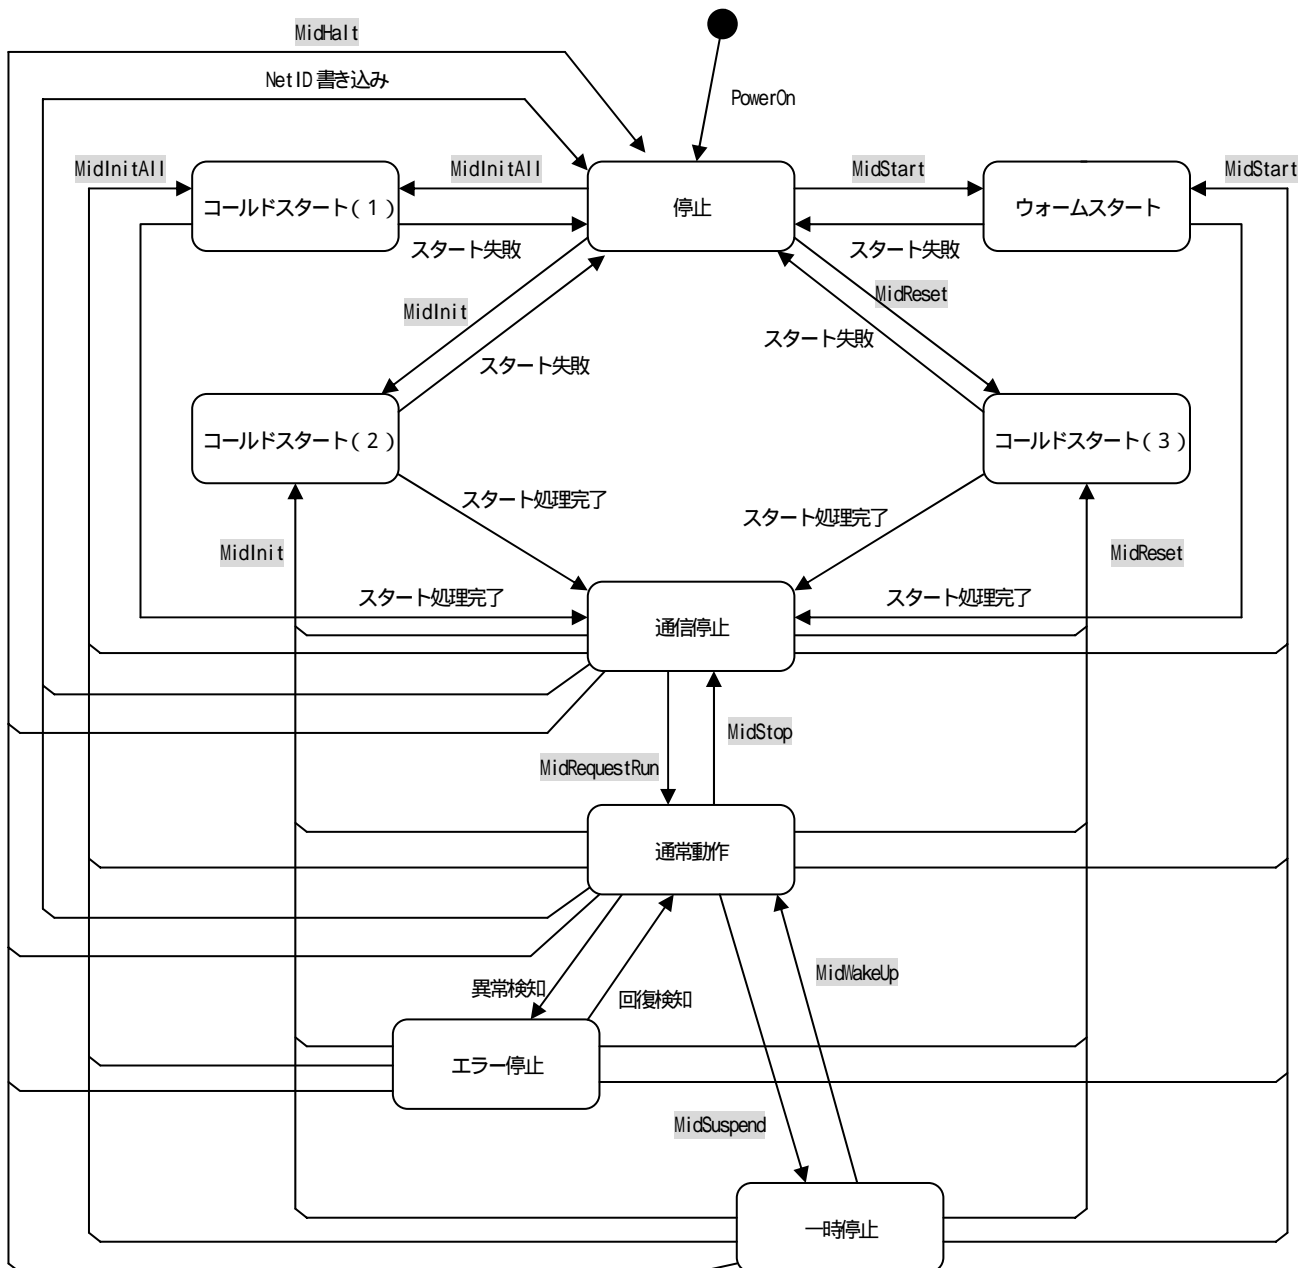 MidHalt
NetID 書き込み
PowerOn
MidInitAll
MidInitAll
MidStart
MidStart
コールドスタート(1)
停止
ウォームスタート
スタート失敗
スタート失敗
MidInit
MidReset
スタート失敗
スタート失敗
コールドスタート(2)
コールドスタート(3)
スタート処理完了
スタート処理完了
MidInit
MidReset
スタート処理完了
スタート処理完了
通信停止
MidStop
MidRequestRun
通常動作
異常検知
回復検知
MidWakeUp
エラー停止
MidSuspend
一時停止